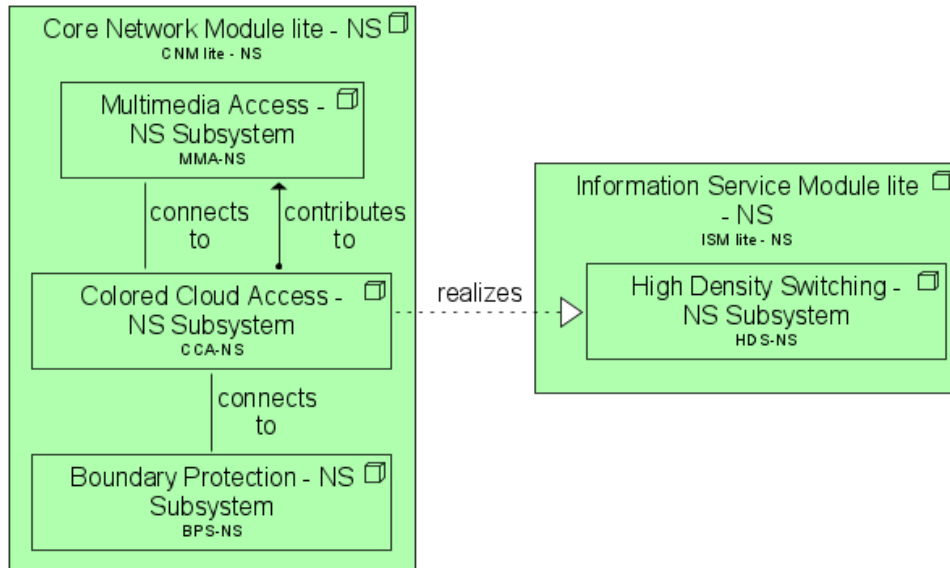 Core Network Module lite - NS
CNM lite - NS
Multimedia Access -
NS Subsystem
MMA-NS
connects
to
contributes
to
Colored Cloud Access -
NS Subsystem
CCA-NS
connects
to
Boundary Protection - NS
Subsystem
BPS-NS
realizes
Information Service Module lite
- NS
ISM lite - NS
High Density Switching -
NS Subsystem
HDS-NS